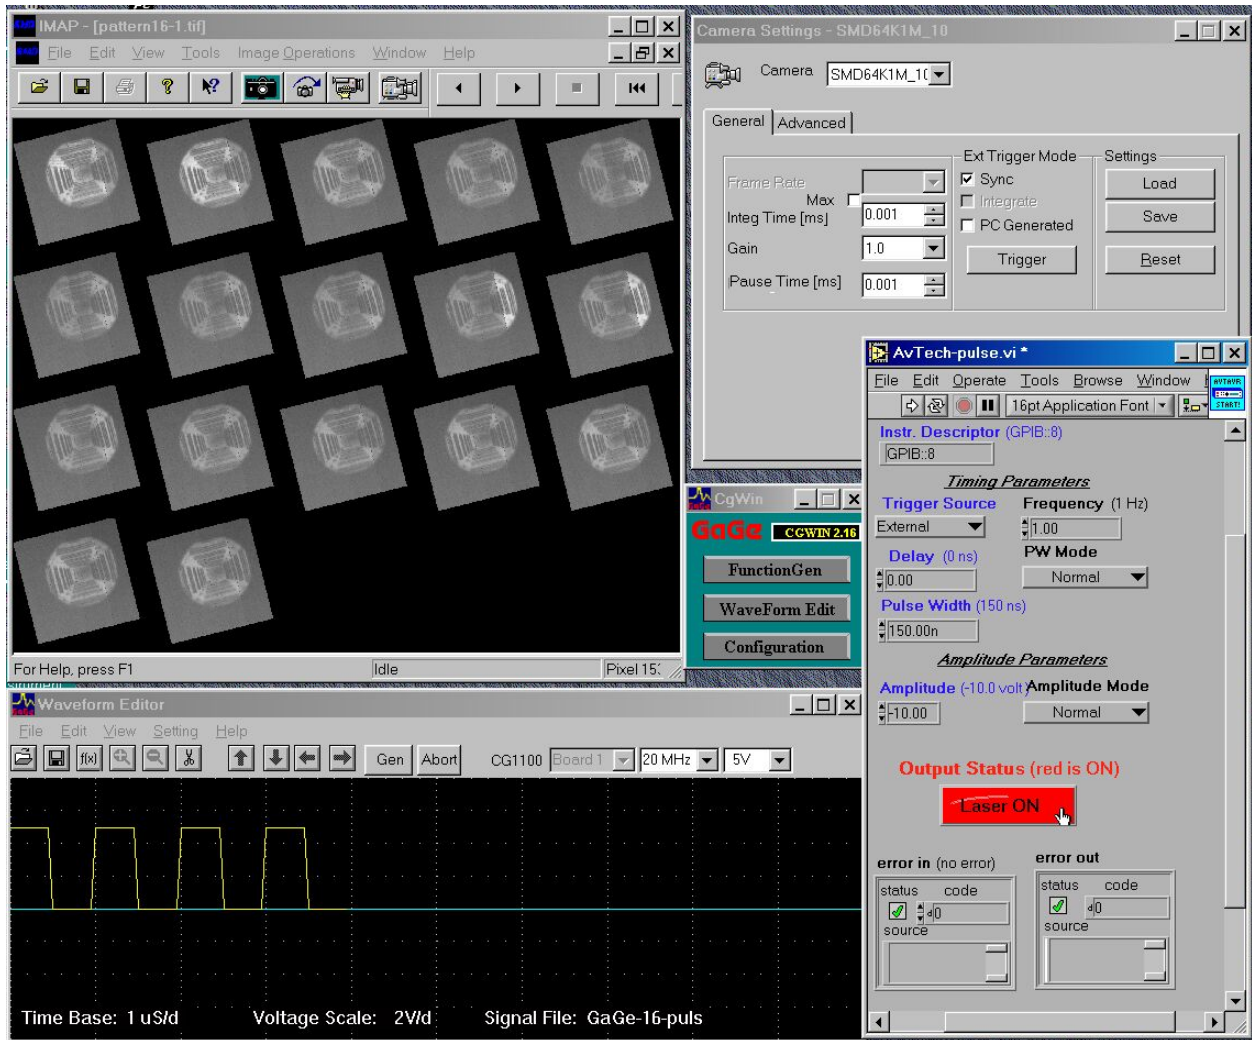 IMAP - [pattern16-1.tif]
File Edit View Tools Image Operations Window Help
For Help, press F1 Idle Pixel 15
Camera Settings - SMD64K1M_10
Camera SMD64K1M_1(
General Advanced
Frame Rate
Max
Integ Time [ms] 0.001
Gain 1.0
Pause Time [ms] 0.001
Ext Trigger Mode
Sync
Integrate
PC Generated
Trigger
Settings
Load
Save
Reset
AvTech-pulse.vi *
File Edit Operate Tools Browse Window
16pt Application Font
AVTAVR
START!
Instr. Descriptor (GPIB::8)
GPIB::8
Timing Parameters
Trigger Source Frequency (1 Hz)
External 1.00
Delay (0 ns) PW Mode
0.00 Normal
Pulse Width (150 ns)
150.00n
Amplitude Parameters
Amplitude (-10.0 volt) Amplitude Mode
-10.00 Normal
Output Status (red is ON)
Laser ON
error in (no error) error out
status code status code
d0 d0
source source
CgWin
GaGe CGWIN 2.16
FunctionGen
WaveForm Edit
Configuration
Waveform Editor
File Edit View Setting Help
f(x) Gen Abort CG1100 Board 1 20 MHz 5V
Time Base: 1 uS/d Voltage Scale: 2V/d Signal File: GaGe-16-puls